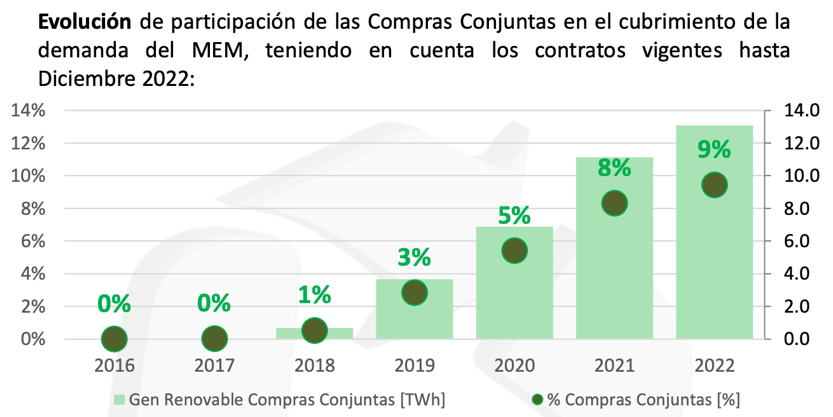 Evolución de participación de las Compras Conjuntas en el cubrimiento de la
demanda del MEM, teniendo en cuenta los contratos vigentes hasta
Diciembre 2022:
14% 14.0
12% 12.0
10% 10.0
8% 8.0
6% 6.0
4% 4.0
2% 2.0
0% 0.0
0% 0% 1% 3% 5% 8% 9%
2016 2017 2018 2019 2020 2021 2022
Gen Renovable Compras Conjuntas [TWh] % Compras Conjuntas [%]